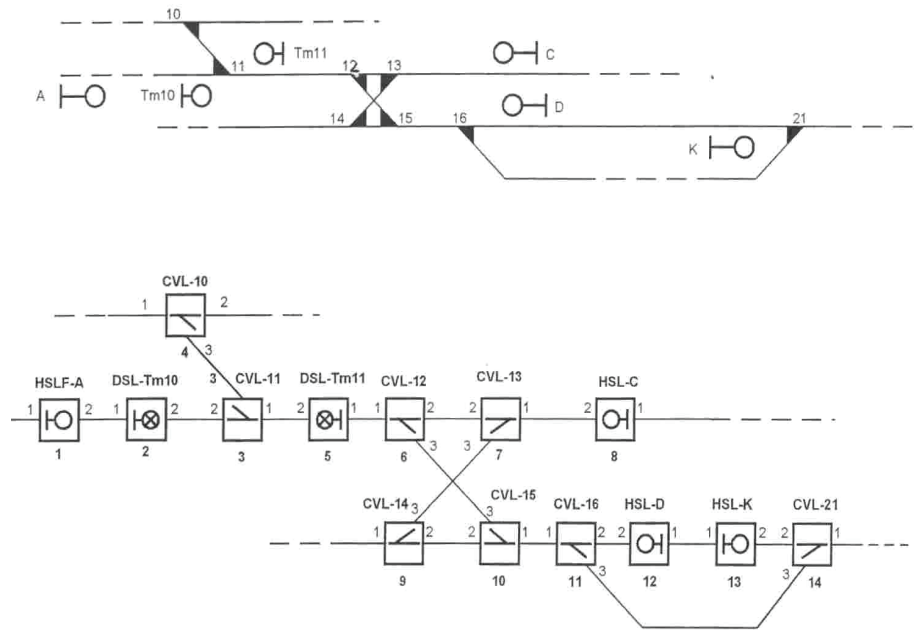 10
Tm11
C
11
12
13
A
Tm10
D
14
15
16
21
K
CVL-10
1
2
4
3
HSLF-A
DSL-Tm10
3
CVL-11
DSL-Tm11
CVL-12
CVL-13
HSL-C
1 2 1 2 2 1 2 1 1 2 2 1 2 1
1
2
3
5
6
3
3
7
8
CVL-14
3
3
CVL-15
CVL-16
HSL-D
HSL-K
CVL-21
1 2 2 1 1 2 2 1 1 2 2 1
9
10
11
3
12
13
3
14